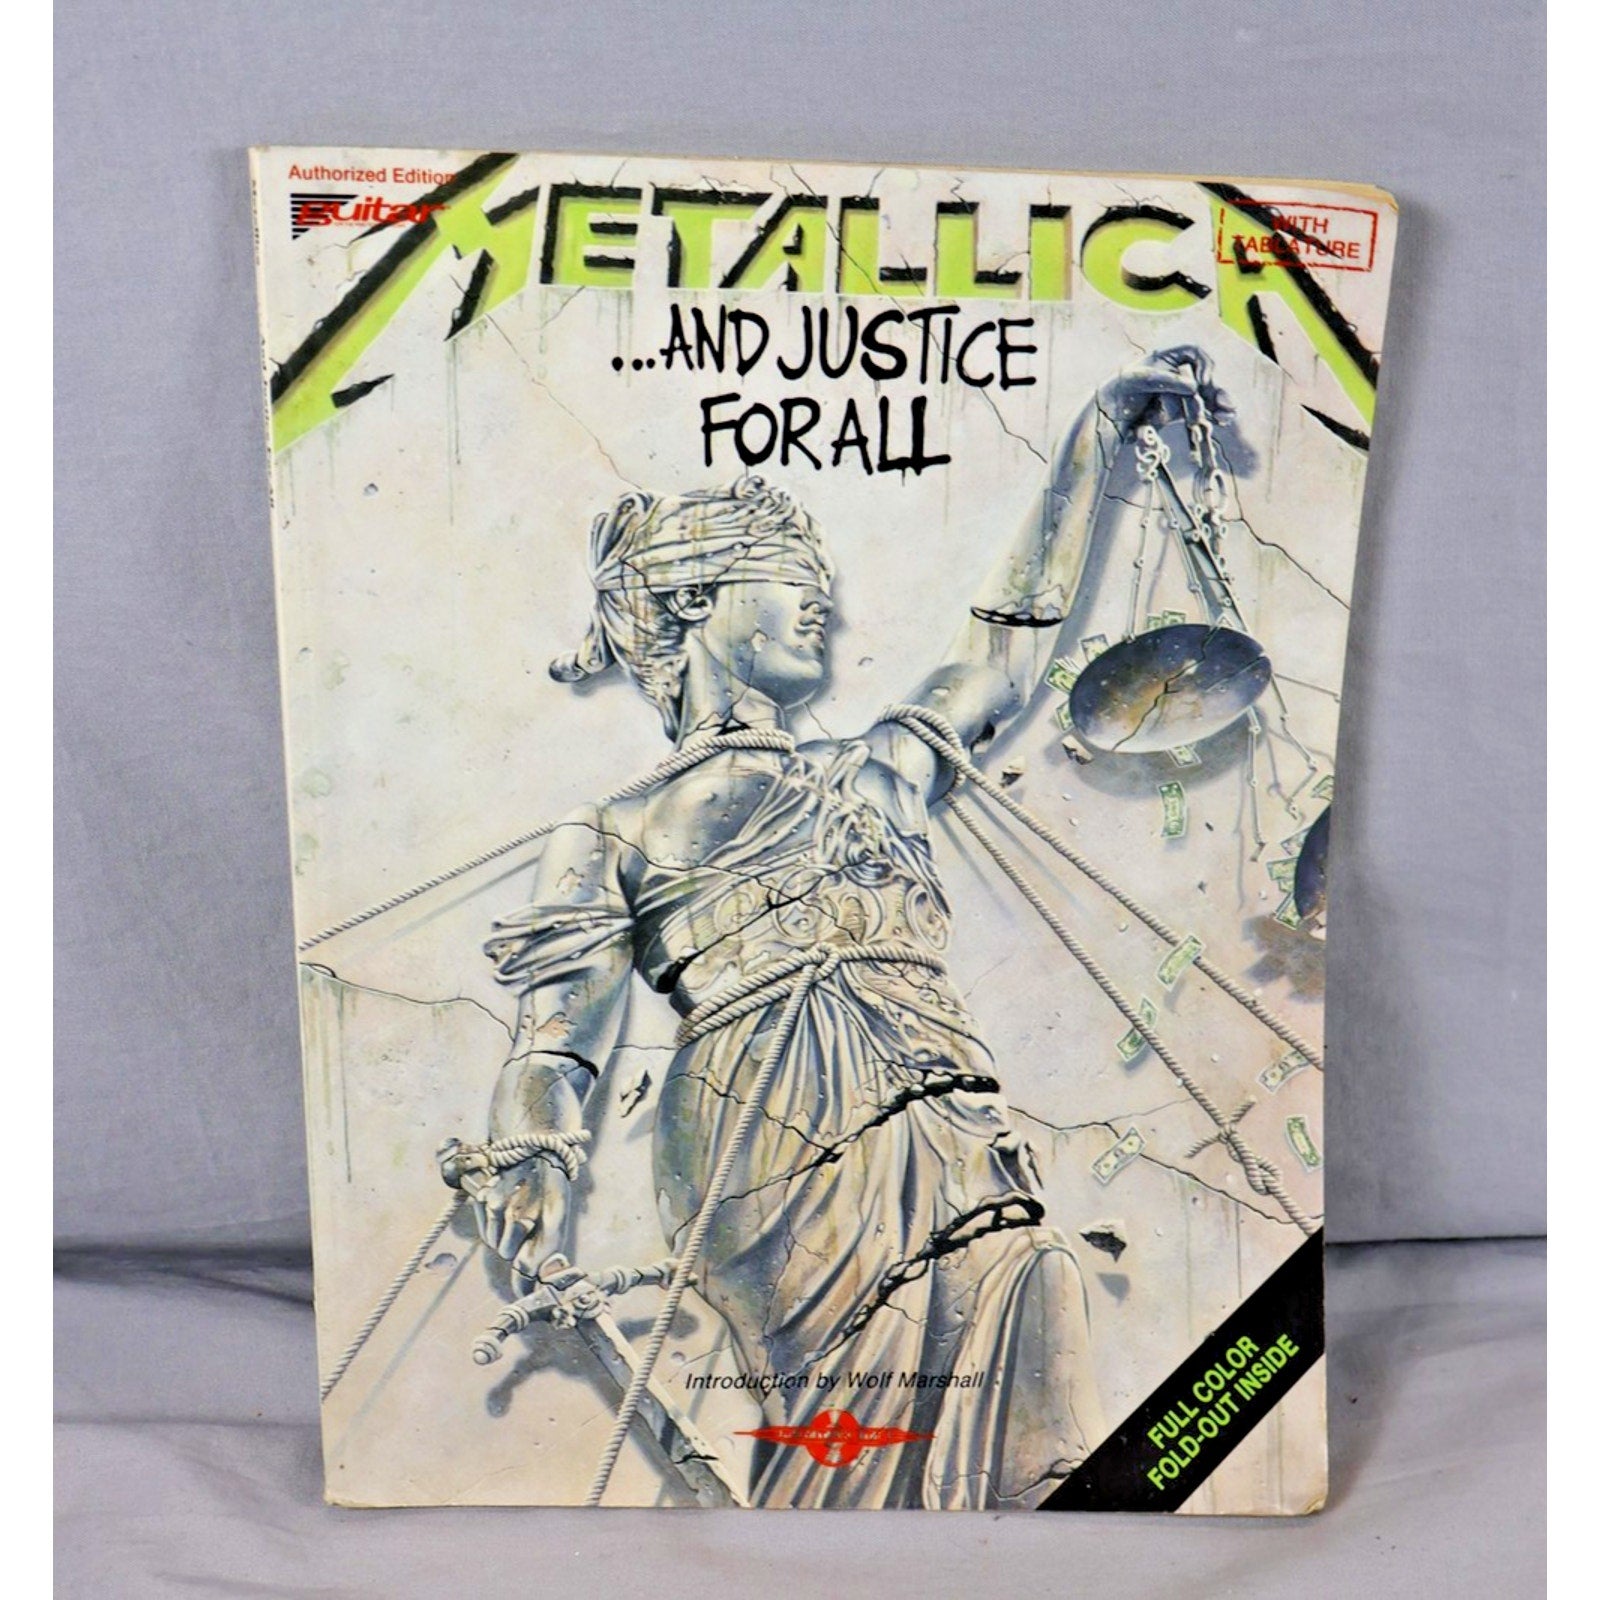 Authorized Edition
guitar
METALLICA
WITH
TABLATURE
...AND JUSTICE
FOR ALL
Introduction by Wolf Marshall
FULL COLOR
FOLD-OUT INSIDE